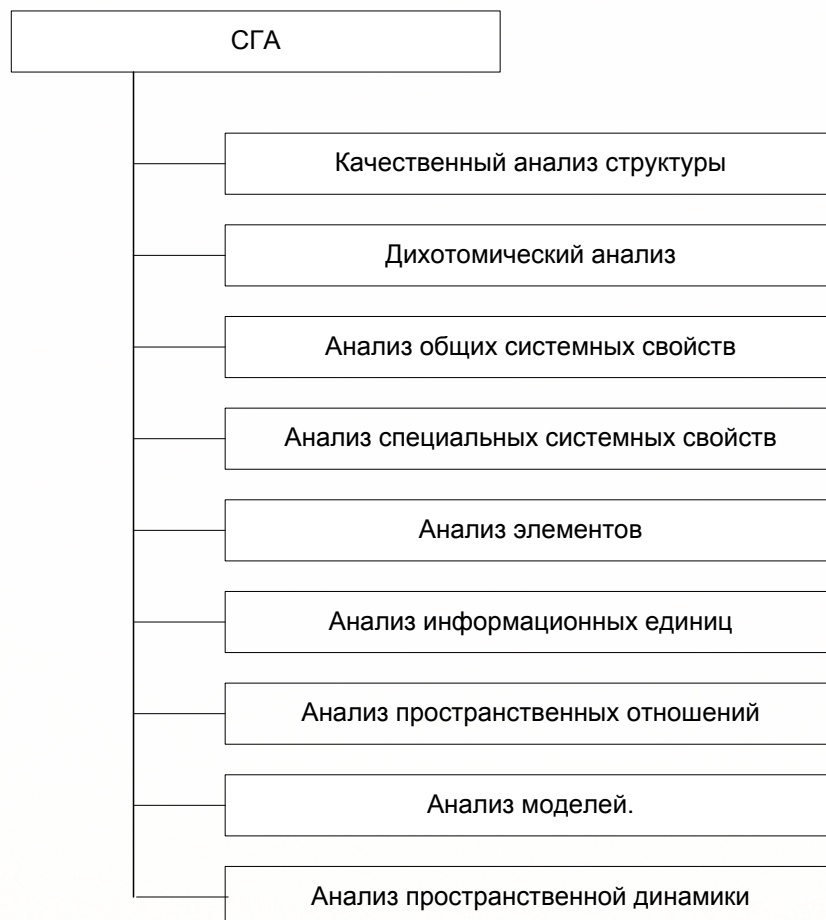 СГА
Качественный анализ структуры
Дихотомический анализ
Анализ общих системных свойств
Анализ специальных системных свойств
Анализ элементов
Анализ информационных единиц
Анализ пространственных отношений
Анализ моделей.
Анализ пространственной динамики